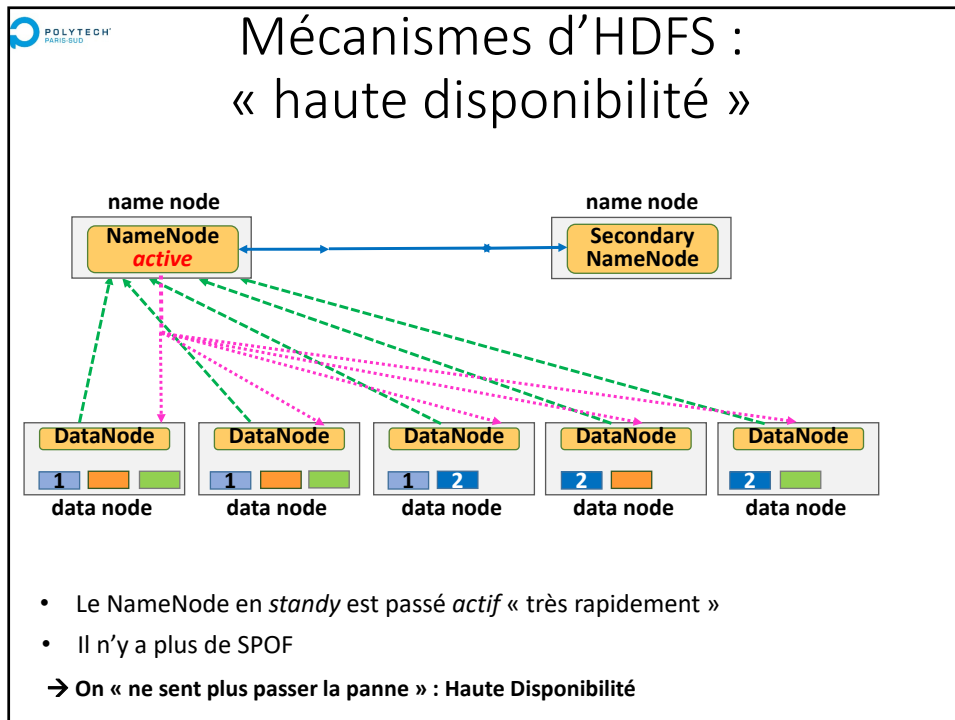 POLYTECH'
PARIS-SUD
Mécanismes d'HDFS :
« haute disponibilité »
name node
name node
NameNode
active
Secondary
NameNode
DataNode
DataNode
DataNode
DataNode
DataNode
1
1
1 2
2
2
data node
data node
data node
data node
data node
• Le NameNode en standy est passé actif « très rapidement »
• Il n'y a plus de SPOF
→ On « ne sent plus passer la panne » : Haute Disponibilité